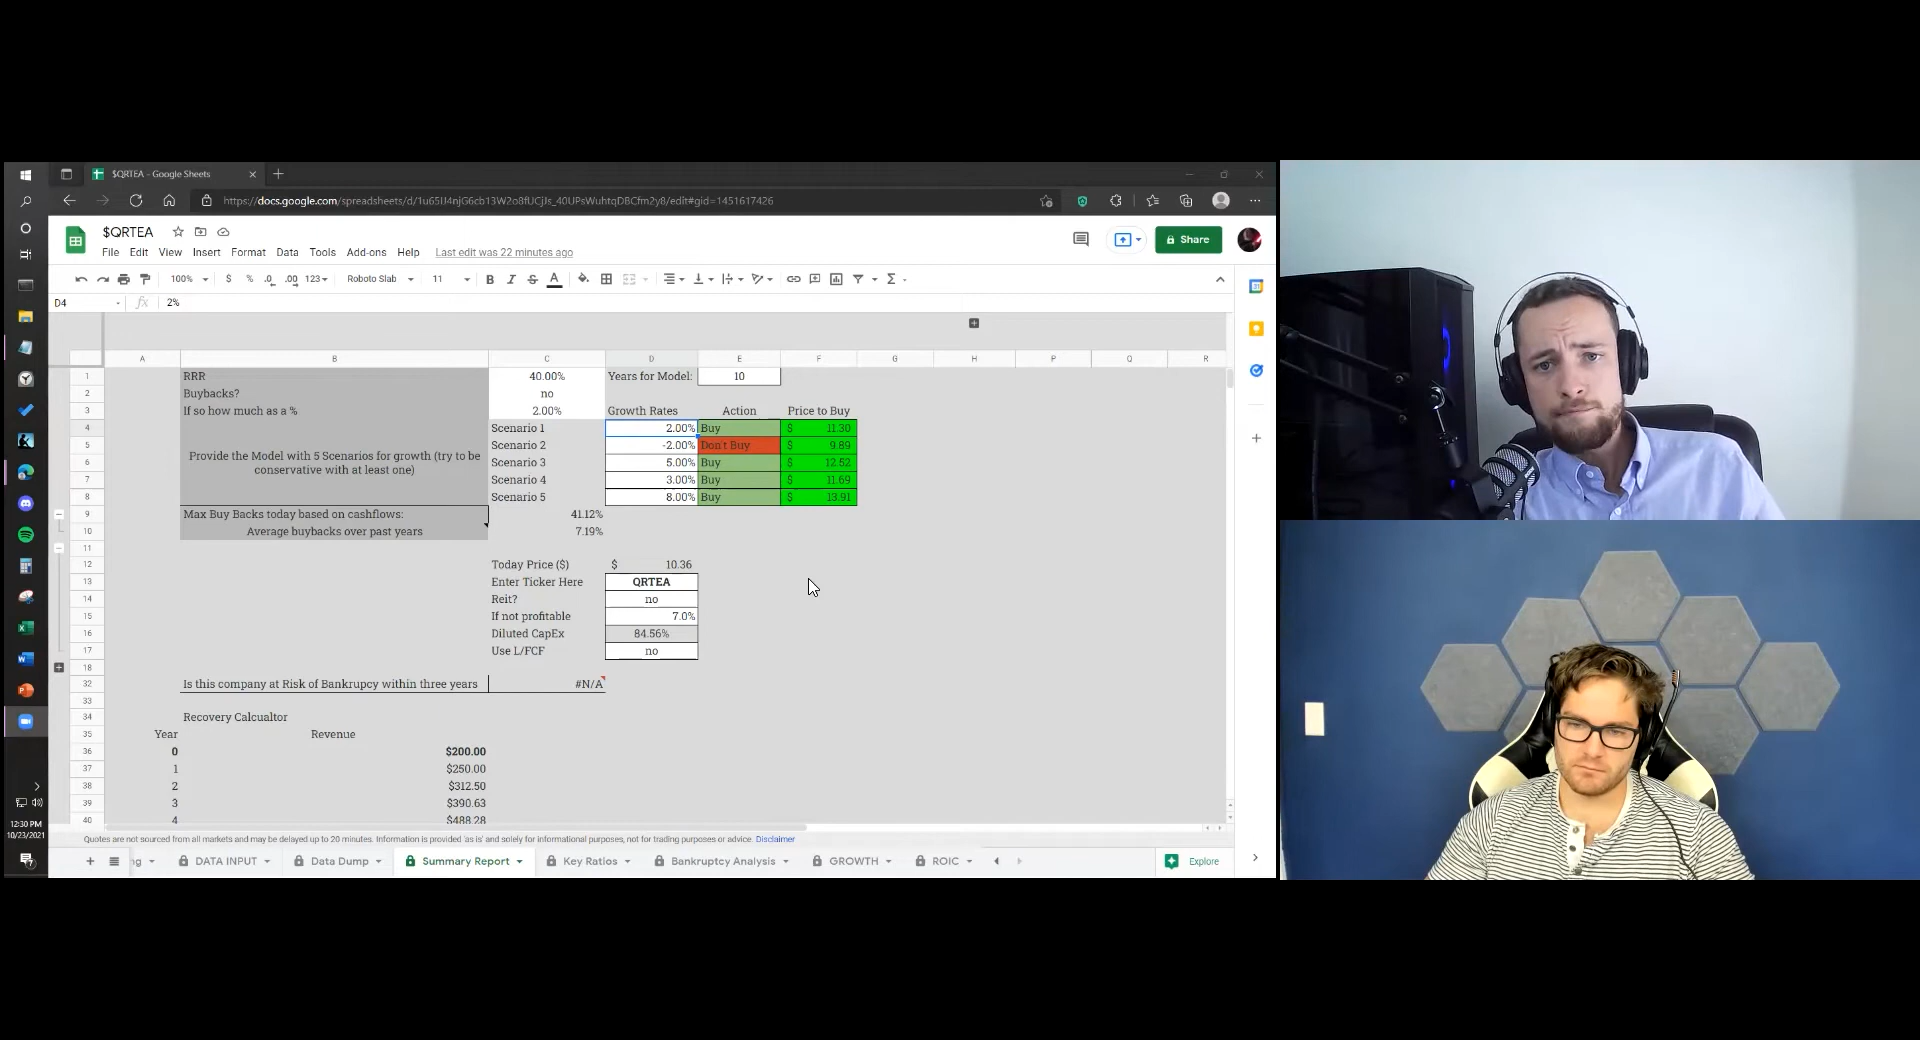 $QRTEA - Google Sheets
https://docs.google.com/spreadsheets/d/1u65IJ4njG6cb13W2o8fUCjJs_40UPsWuhtqDBCfm2y8/edit#gid=1451617426
$QRTEA
File Edit View Insert Format Data Tools Add-ons Help Last edit was 22 minutes ago
Share
100% $ % .0 .00 123 Roboto Slab 11 B I S A Σ
D4 fx 2%
A B C D E F G H P Q R
1 RRR 40.00% Years for Model: 10
2 Buybacks? no
3 If so how much as a % 2.00% Growth Rates Action Price to Buy
4 Scenario 1 2.00% Buy $ 11.30
5 Scenario 2 -2.00% Don't Buy $ 9.89
Provide the Model with 5 Scenarios for growth (try to be
conservative with at least one)
6 Scenario 3 5.00% Buy $ 12.52
7 Scenario 4 3.00% Buy $ 11.69
8 Scenario 5 8.00% Buy $ 13.91
9 Max Buy Backs today based on cashflows: 41.12%
10 Average buybacks over past years 7.19%
11
12 Today Price ($) $ 10.36
13 Enter Ticker Here QRTEA
14 Reit? no
15 If not profitable 7.0%
16 Diluted CapEx 84.56%
17 Use L/FCF no
18
32 Is this company at Risk of Bankrupcy within three years #N/A
33
34 Recovery Calcualtor
35 Year Revenue
36 0 $200.00
37 1 $250.00
38 2 $312.50
39 3 $390.63
40 4 $488.28
12:30 PM
10/23/2021
Quotes are not sourced from all markets and may be delayed up to 20 minutes. Information is provided 'as is' and solely for informational purposes, not for trading purposes or advice. Disclaimer
ng DATA INPUT Data Dump Summary Report Key Ratios Bankruptcy Analysis GROWTH ROIC Explore